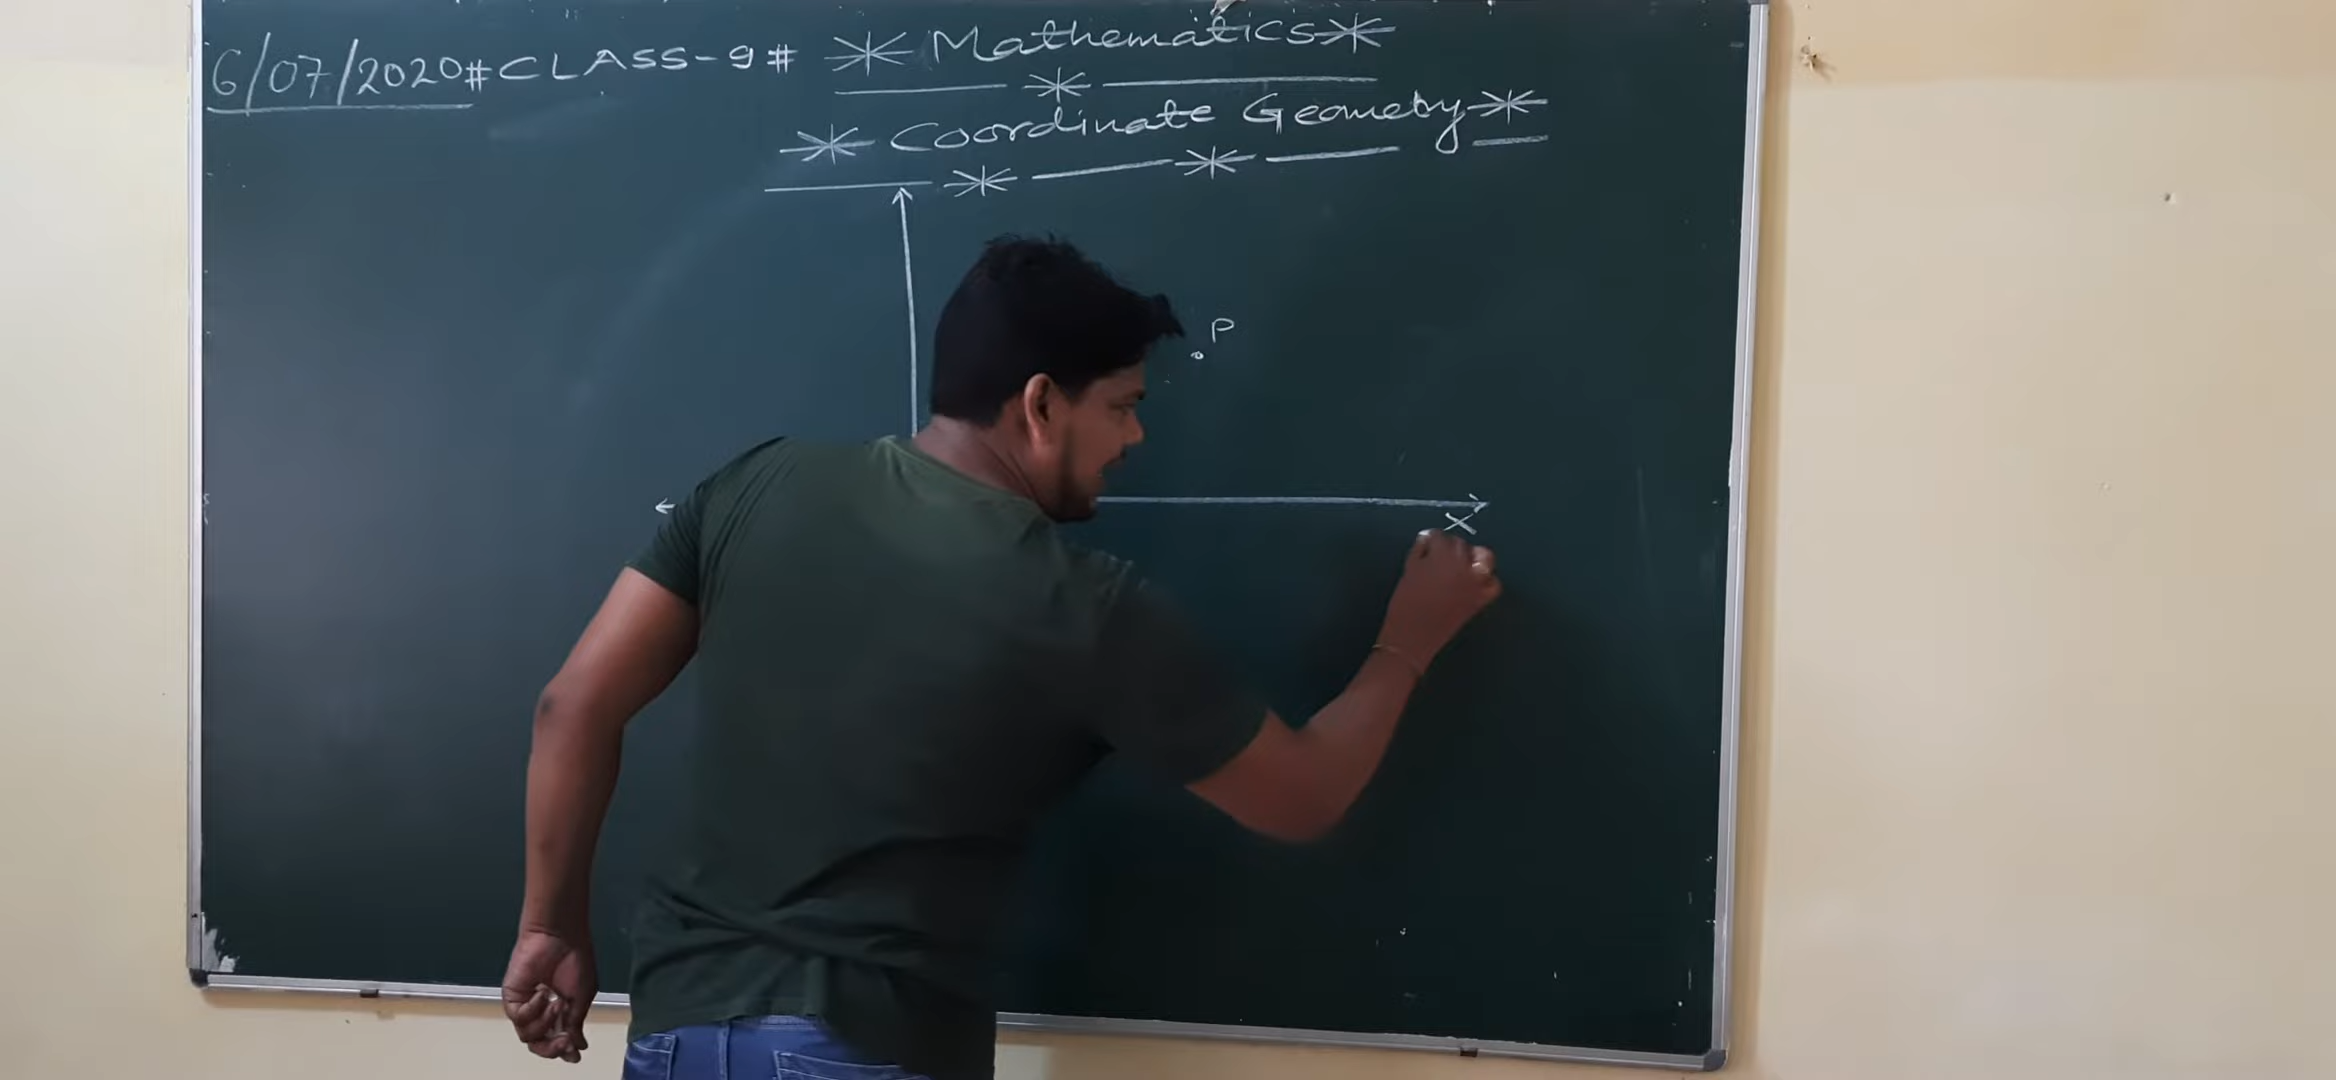 6/07/2020#CLASS-9# * Mathematics *
* Coordinate Geometry *
P
X